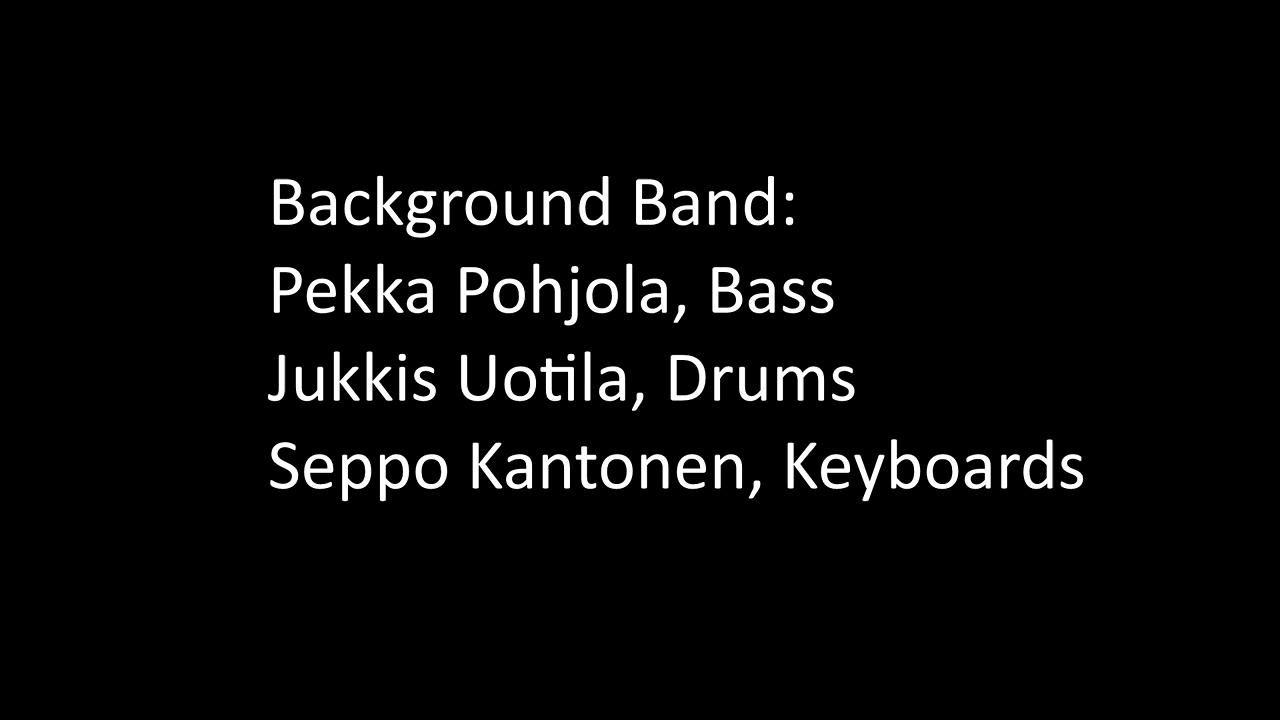 Background Band:
Pekka Pohjola, Bass
Jukkis Uotila, Drums
Seppo Kantonen, Keyboards